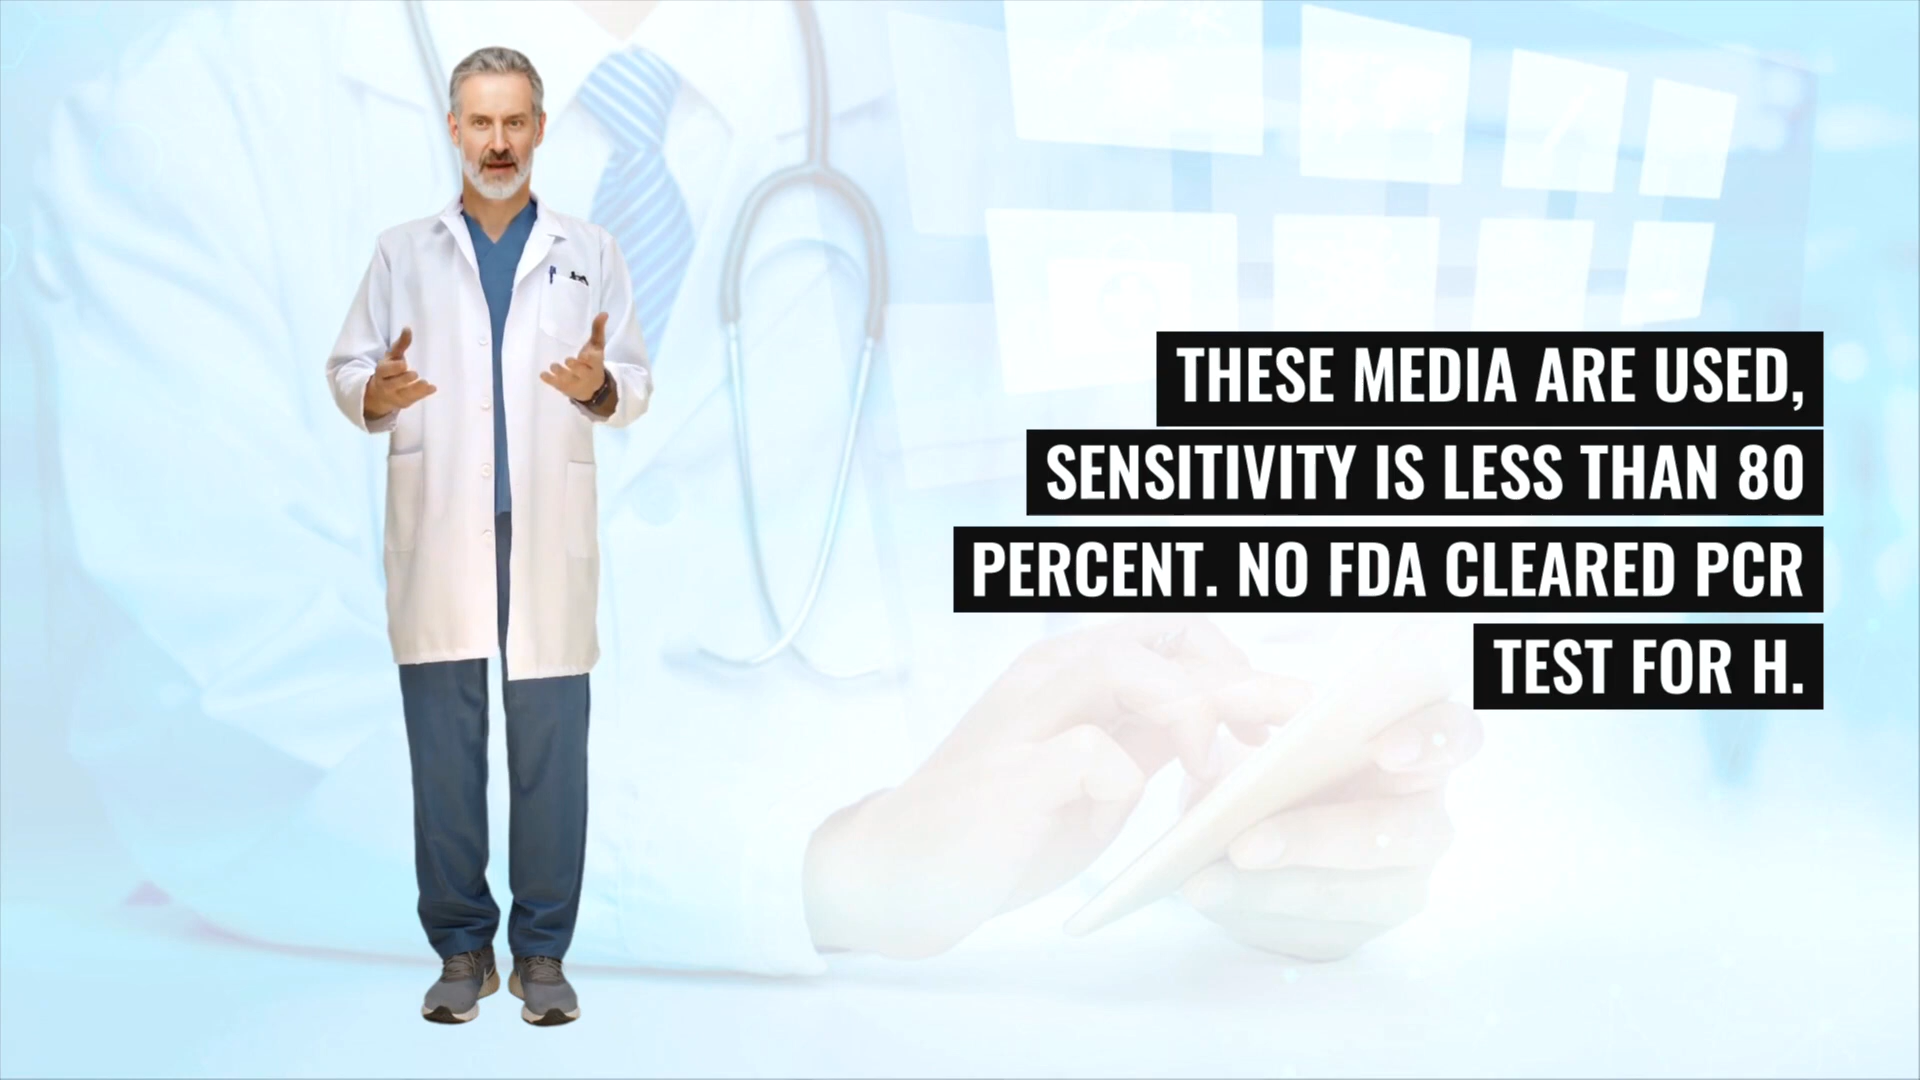 THESE MEDIA ARE USED,
SENSITIVITY IS LESS THAN 80
PERCENT. NO FDA CLEARED PCR
TEST FOR H.